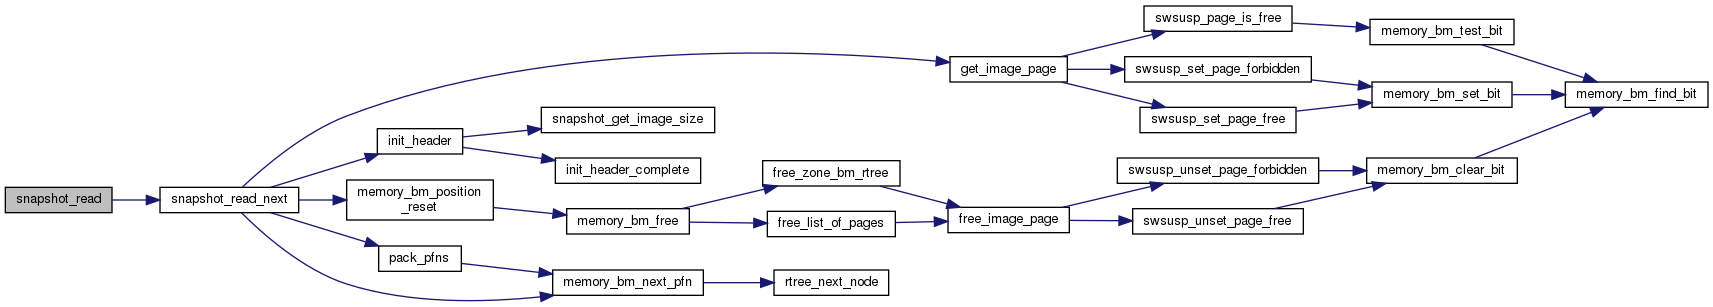 snapshot_read
snapshot_read_next
get_image_page
swsusp_page_is_free
memory_bm_test_bit
memory_bm_find_bit
swsusp_set_page_forbidden
memory_bm_set_bit
swsusp_set_page_free
init_header
snapshot_get_image_size
init_header_complete
memory_bm_position
_reset
memory_bm_free
free_zone_bm_rtree
free_list_of_pages
free_image_page
swsusp_unset_page_forbidden
memory_bm_clear_bit
swsusp_unset_page_free
pack_pfns
memory_bm_next_pfn
rtree_next_node